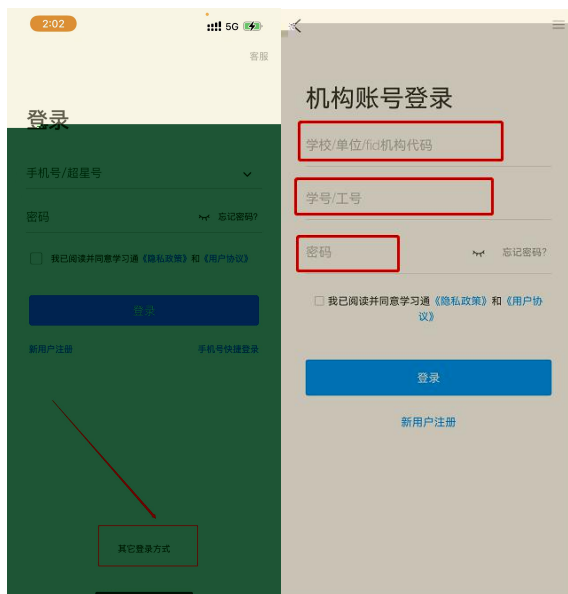 2:02
5G
客服
登录
手机号/超星号
密码
忘记密码?
我已阅读并同意学习通《隐私政策》和《用户协议》
登录
新用户注册
手机号快捷登录
其它登录方式
机构账号登录
学校/单位/fid机构代码
学号/工号
密码
忘记密码?
我已阅读并同意学习通《隐私政策》和《用户协
议》
登录
新用户注册